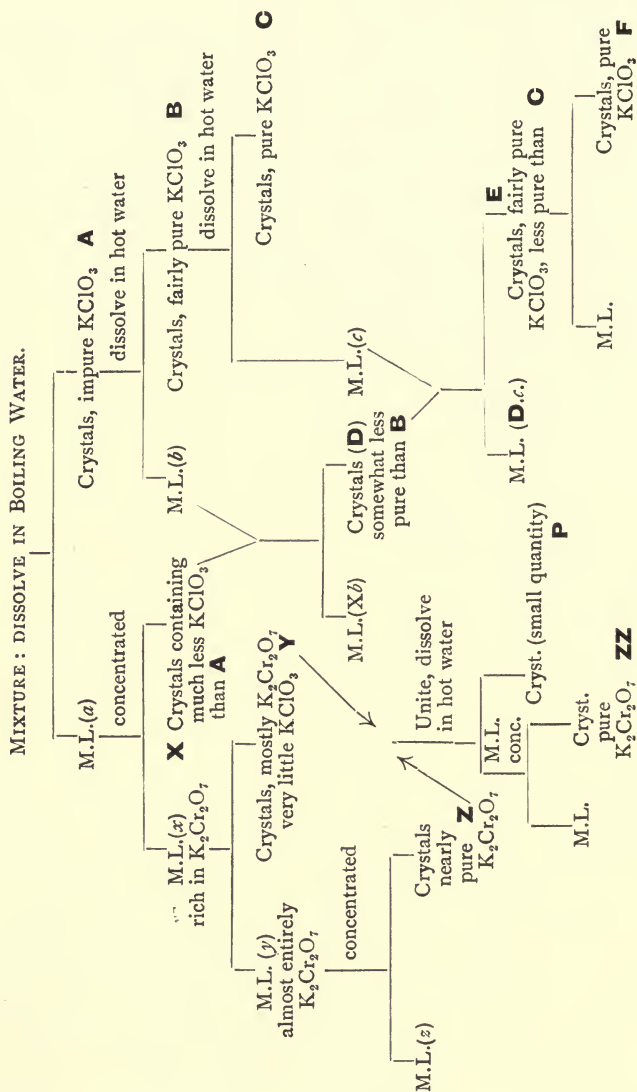 MIXTURE : DISSOLVE IN BOILING WATER.
M.L.(a)
concentrated
Crystals, impure KClO₃ A
dissolve in hot water
M.L.(x)
rich in K₂Cr₂O₇
X Crystals containing
much less KClO₃
than A
M.L.(b)
Crystals, fairly pure KClO₃ B
dissolve in hot water
M.L. (y)
almost entirely
K₂Cr₂O₇
concentrated
Crystals, mostly K₂Cr₂O₇
very little KClO₃ Y
M.L.(Xb)
Crystals (D)
somewhat less
pure than B
M.L.(c)
Crystals, pure KClO₃ C
M.L.(z)
Crystals
nearly
pure Z
K₂Cr₂O₇
Unite, dissolve
in hot water
M.L.
conc.
Cryst. (small quantity)
P
M.L.
Cryst.
pure
K₂Cr₂O₇ ZZ
M.L. (D.c.)
E
Crystals, fairly pure
KClO₃, less pure than C
M.L.
Crystals, pure
KClO₃ F